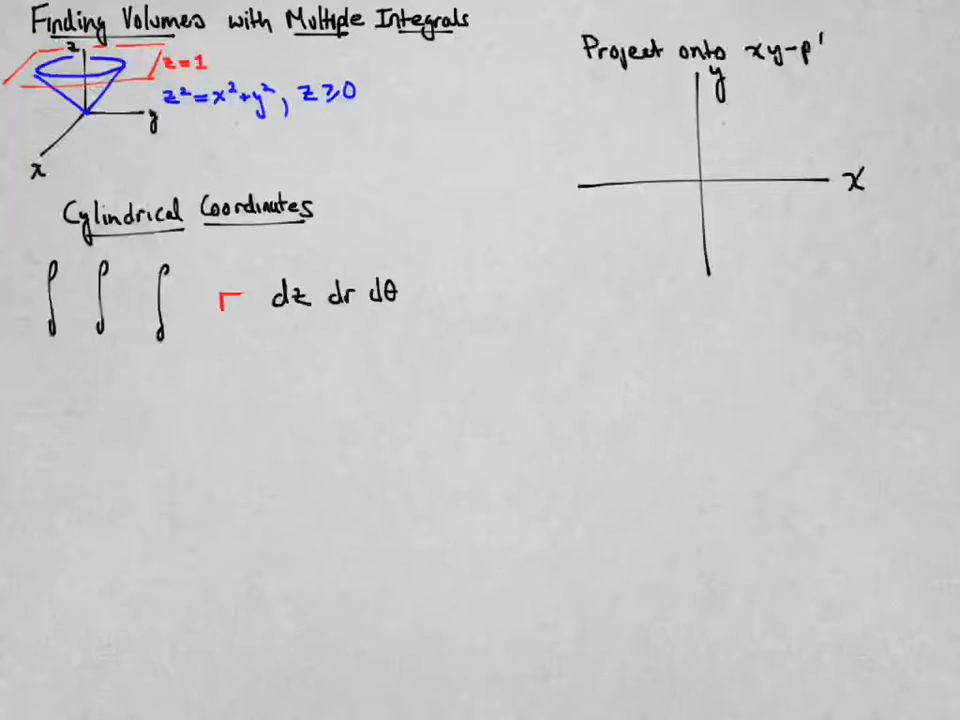 Finding Volumes with Multiple Integrals
z
z=1
z² = x² + y², z ≥ 0
y
x
Cylindrical Coordinates
∫ ∫ ∫ r dz dr dθ
Project onto xy-p'
y
x